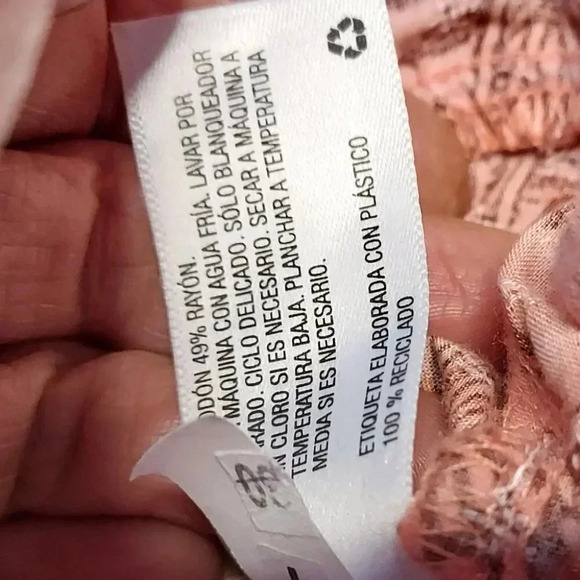 ODÓN 49% RAYÓN.
MÁQUINA CON AGUA FRÍA. LAVAR POR
RADO. CICLO DELICADO. SÓLO BLANQUEADOR
N CLORO SI ES NECESARIO. SECAR A MÁQUINA A
TEMPERATURA BAJA. PLANCHAR A TEMPERATURA
MEDIA SI ES NECESARIO.
ETIQUETA ELABORADA CON PLÁSTICO
100 % RECICLADO